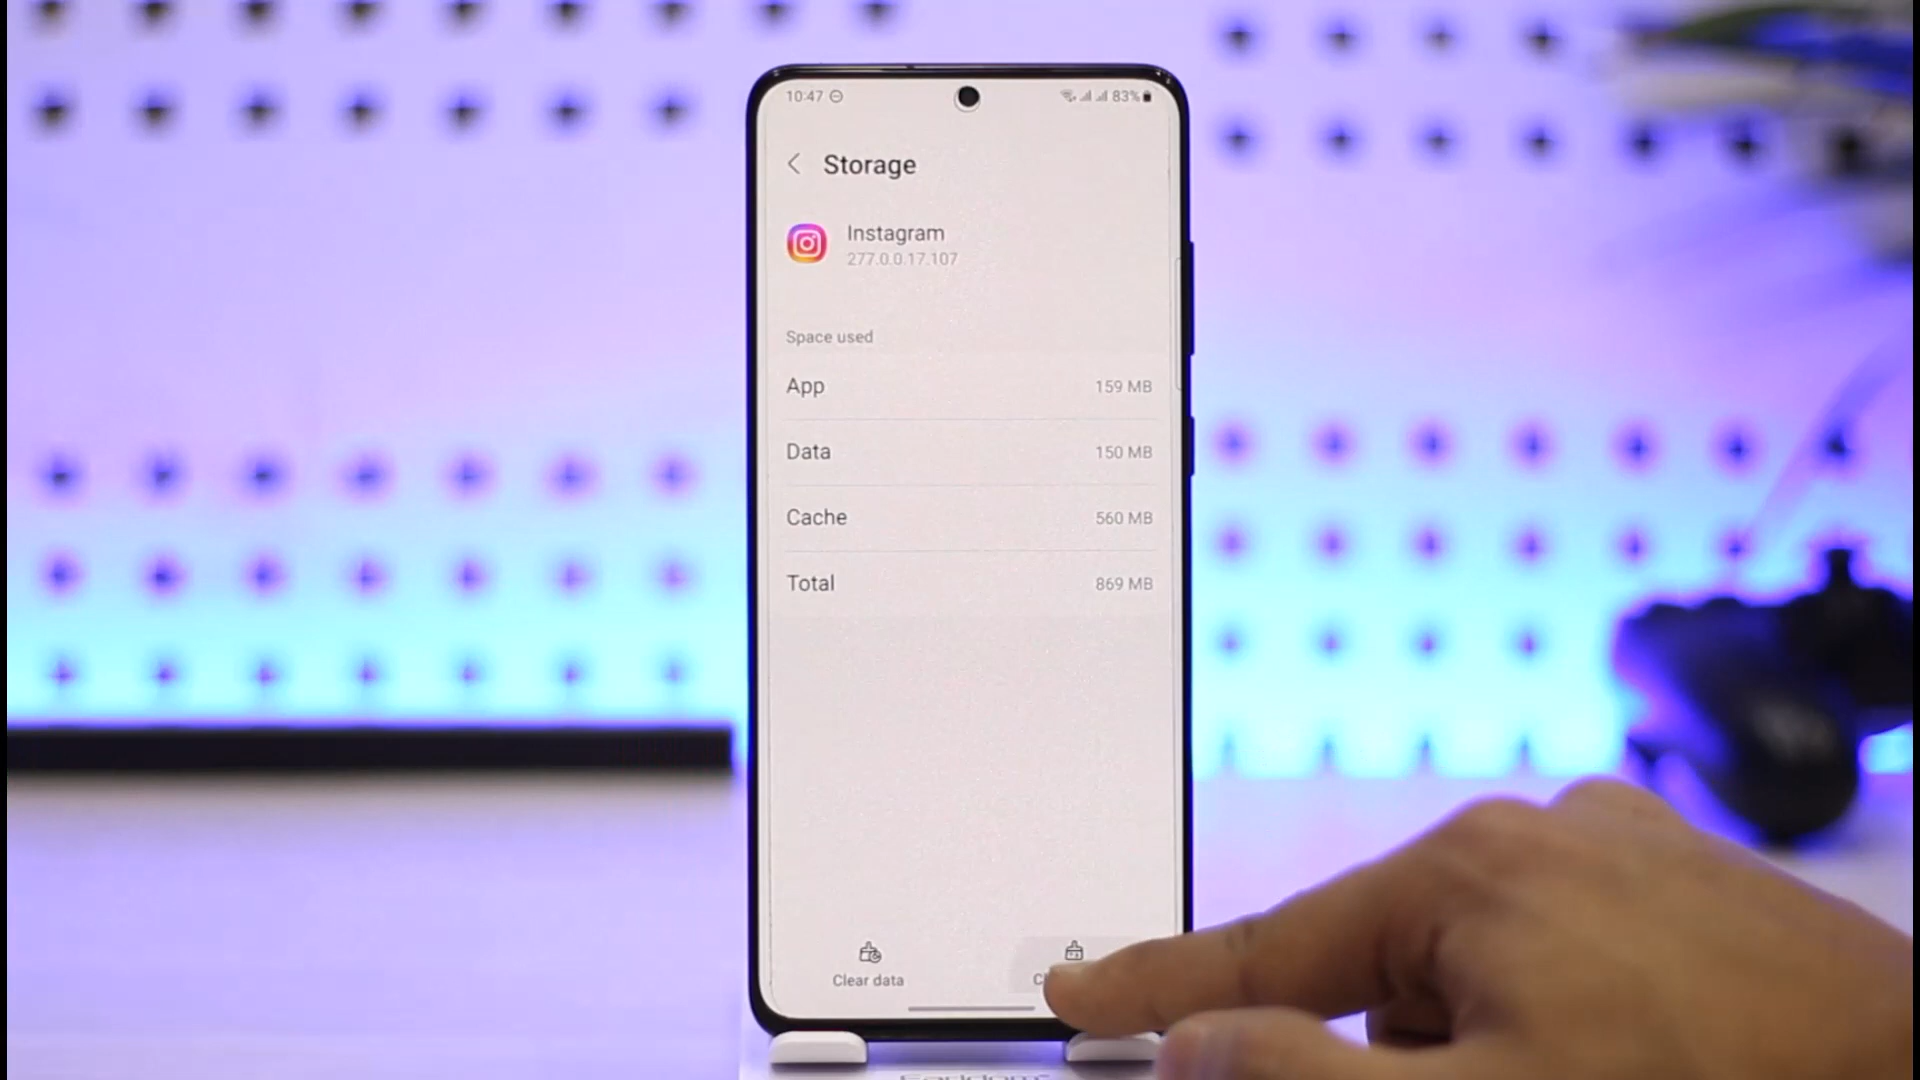 10:47 83%
Storage
Instagram
277.0.0.17.107
Space used
App 159 MB
Data 150 MB
Cache 560 MB
Total 869 MB
Clear data